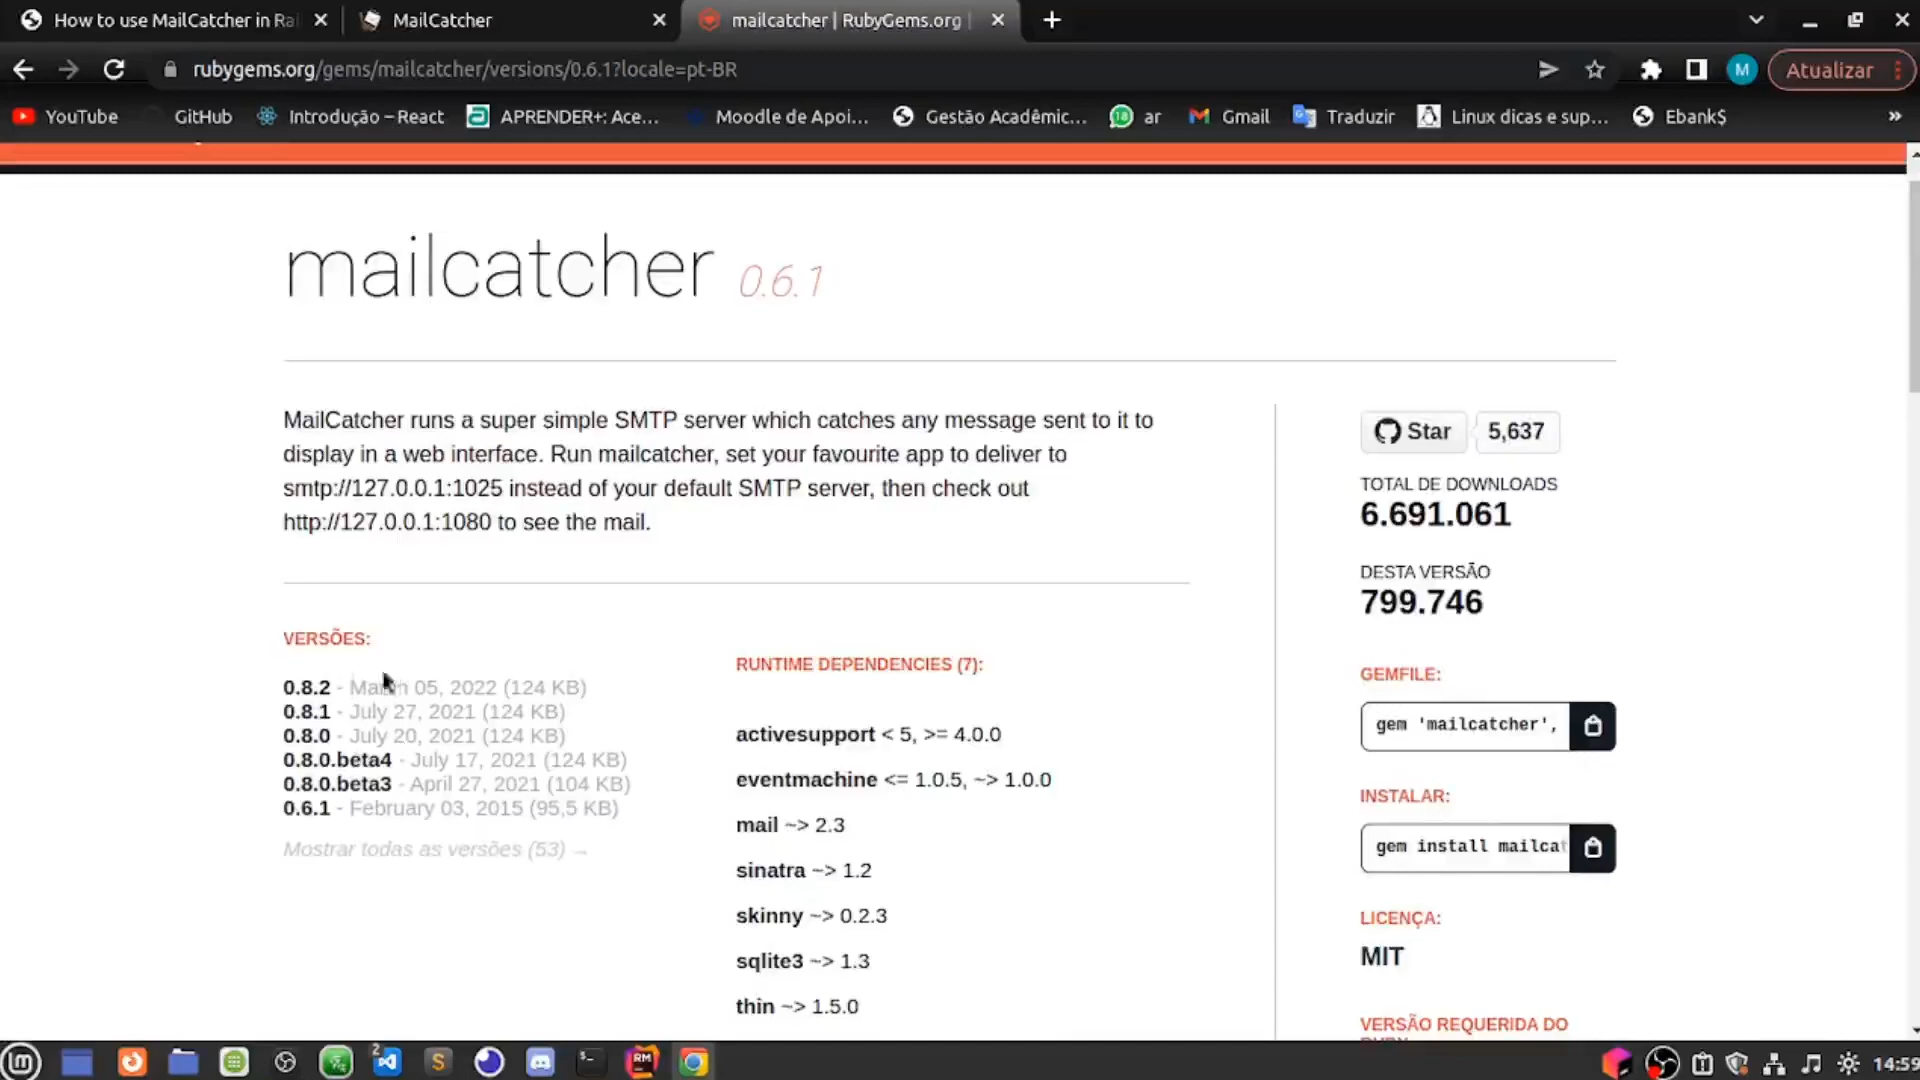 How to use MailCatcher in Rai
MailCatcher
mailcatcher | RubyGems.org |
rubygems.org/gems/mailcatcher/versions/0.6.1?locale=pt-BR
M
Atualizar
YouTube
GitHub
Introdução – React
APRENDER+: Ace...
Moodle de Apoi...
Gestão Acadêmic...
ar
Gmail
Traduzir
Linux dicas e sup...
Ebank$
»
mailcatcher 0.6.1
MailCatcher runs a super simple SMTP server which catches any message sent to it to
display in a web interface. Run mailcatcher, set your favourite app to deliver to
smtp://127.0.0.1:1025 instead of your default SMTP server, then check out
http://127.0.0.1:1080 to see the mail.
VERSÕES:
0.8.2 - March 05, 2022 (124 KB)
0.8.1 - July 27, 2021 (124 KB)
0.8.0 - July 20, 2021 (124 KB)
0.8.0.beta4 - July 17, 2021 (124 KB)
0.8.0.beta3 - April 27, 2021 (104 KB)
0.6.1 - February 03, 2015 (95,5 KB)
Mostrar todas as versões (53) →
RUNTIME DEPENDENCIES (7):
activesupport < 5, >= 4.0.0
eventmachine <= 1.0.5, ~> 1.0.0
mail ~> 2.3
sinatra ~> 1.2
skinny ~> 0.2.3
sqlite3 ~> 1.3
thin ~> 1.5.0
Star 5,637
TOTAL DE DOWNLOADS
6.691.061
DESTA VERSÃO
799.746
GEMFILE:
gem 'mailcatcher',
INSTALAR:
gem install mailcat
LICENÇA:
MIT
VERSÃO REQUERIDA DO
2
S
RM
14:59